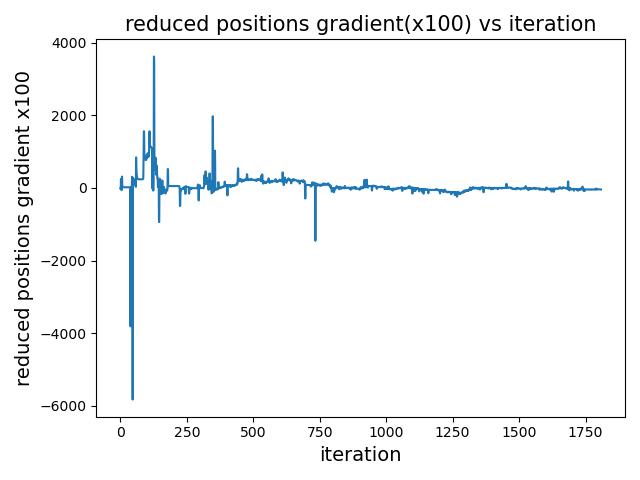 reduced positions gradient(x100) vs iteration
reduced positions gradient x100
4000
2000
0
−2000
−4000
−6000
0 250 500 750 1000 1250 1500 1750
iteration